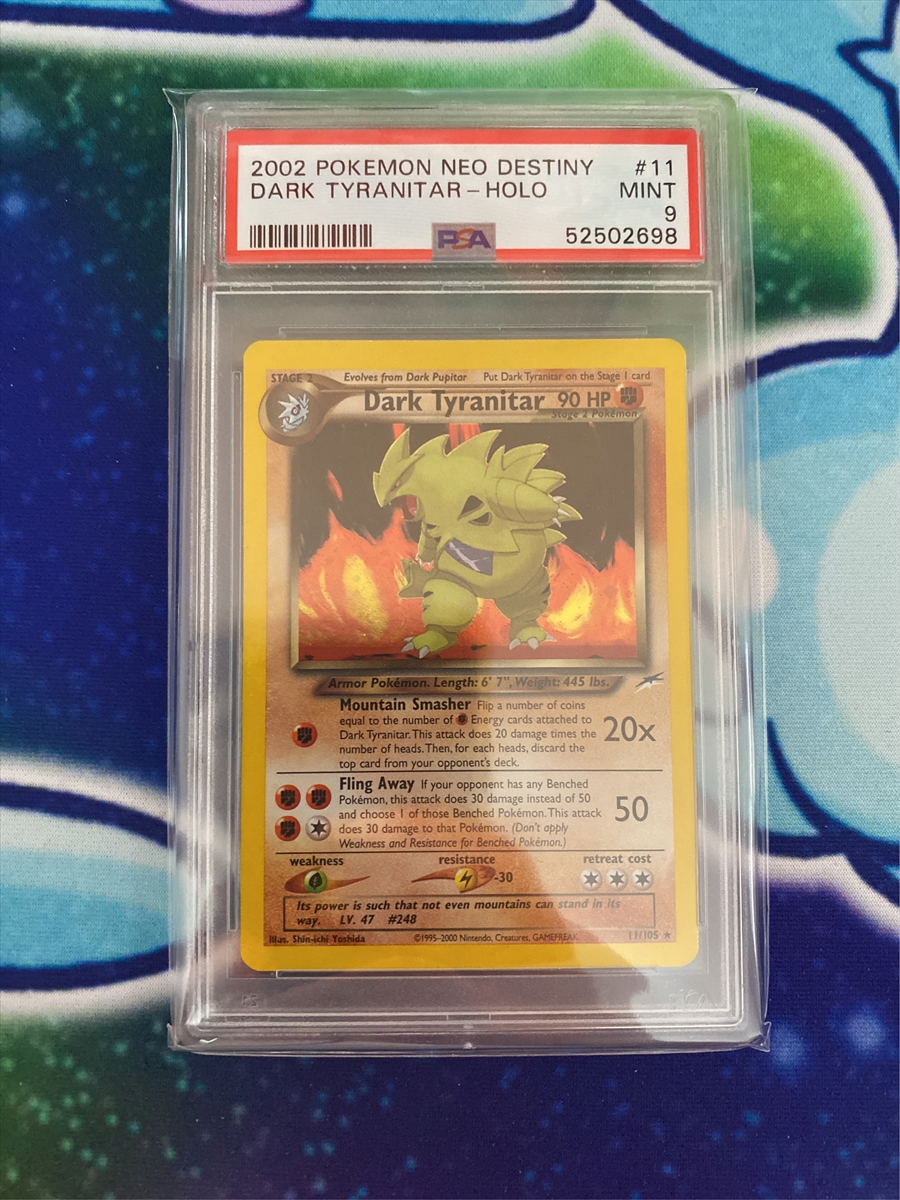 2002 POKEMON NEO DESTINY #11
DARK TYRANITAR-HOLO MINT
9
PSA 52502698
STAGE 2 Evolves from Dark Pupitar Put Dark Tyranitar on the Stage 1 card
Dark Tyranitar 90 HP
Stage 2 Pokémon
Armor Pokémon. Length: 6' 7", Weight: 445 lbs.
Mountain Smasher Flip a number of coins
equal to the number of Energy cards attached to
Dark Tyranitar. This attack does 20 damage times the
number of heads. Then, for each heads, discard the
top card from your opponent's deck.
20x
Fling Away If your opponent has any Benched
Pokémon, this attack does 30 damage instead of 50
and choose 1 of those Benched Pokémon. This attack
does 30 damage to that Pokémon. (Don't apply
Weakness and Resistance for Benched Pokémon.)
50
weakness resistance retreat cost
-30
Its power is such that not even mountains can stand in its
way. LV. 47 #248
Illus. Shin-ichi Yoshida ©1995-2000 Nintendo, Creatures, GAMEFREAK. 11/105